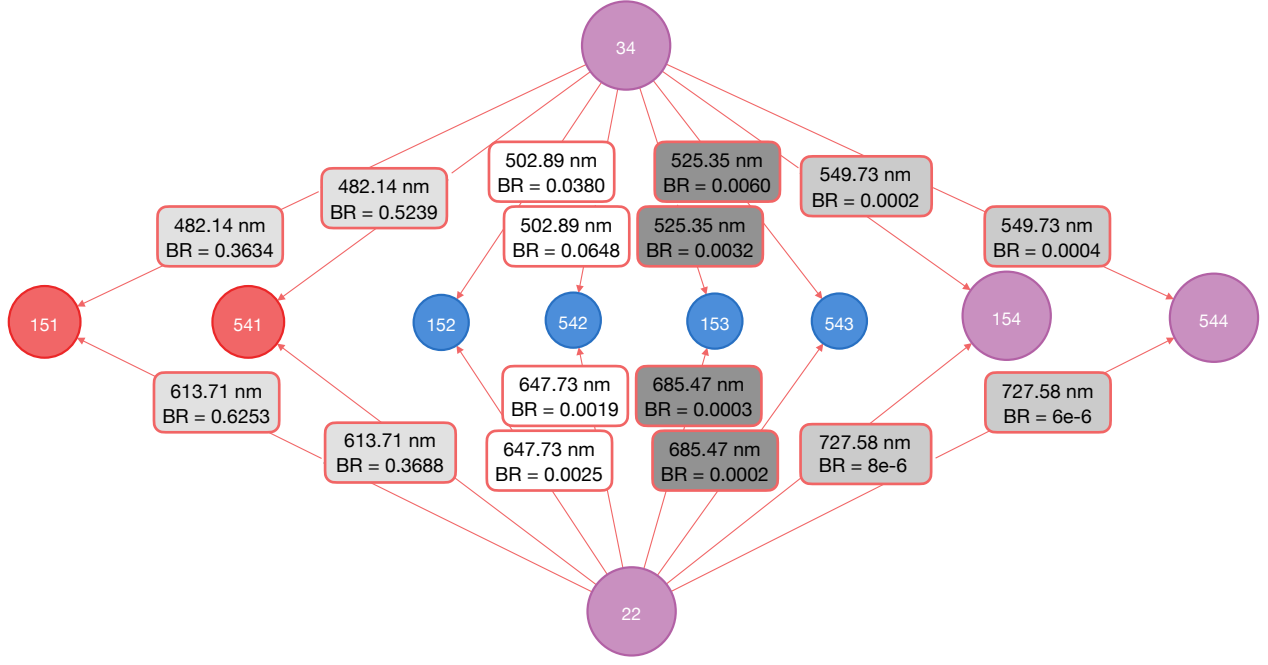 34
502.89 nm
BR = 0.0380
525.35 nm
BR = 0.0060
549.73 nm
BR = 0.0002
482.14 nm
BR = 0.5239
482.14 nm
BR = 0.3634
502.89 nm
BR = 0.0648
525.35 nm
BR = 0.0032
549.73 nm
BR = 0.0004
151
541
152
542
153
543
154
544
613.71 nm
BR = 0.6253
647.73 nm
BR = 0.0019
685.47 nm
BR = 0.0003
727.58 nm
BR = 6e-6
613.71 nm
BR = 0.3688
647.73 nm
BR = 0.0025
685.47 nm
BR = 0.0002
727.58 nm
BR = 8e-6
22